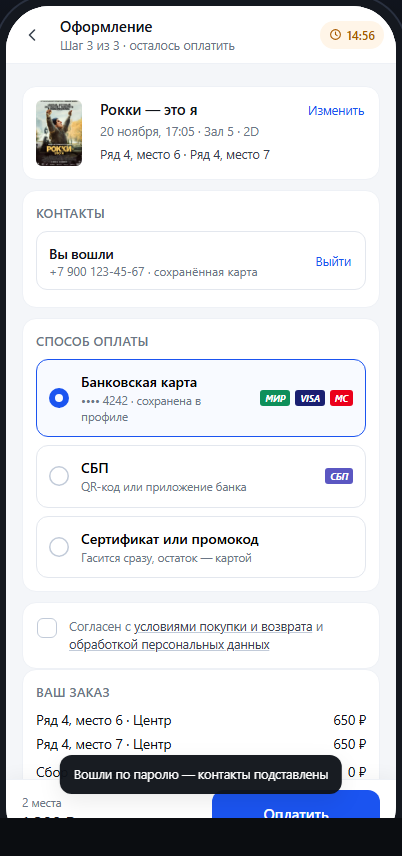 Оформление
Шаг 3 из 3 · осталось оплатить
14:56
Рокки — это я
Изменить
20 ноября, 17:05 · Зал 5 · 2D
Ряд 4, место 6 · Ряд 4, место 7
РОККИ
КОНТАКТЫ
Вы вошли
+7 900 123-45-67 · сохранённая карта
Выйти
СПОСОБ ОПЛАТЫ
Банковская карта
•••• 4242 · сохранена в
профиле
МИР VISA MC
СБП
QR-код или приложение банка
СБП
Сертификат или промокод
Гасится сразу, остаток — картой
Согласен с условиями покупки и возврата и
обработкой персональных данных
ВАШ ЗАКАЗ
Ряд 4, место 6 · Центр 650 ₽
Ряд 4, место 7 · Центр 650 ₽
0 ₽
Вошли по паролю — контакты подставлены
2 места
Оплатить